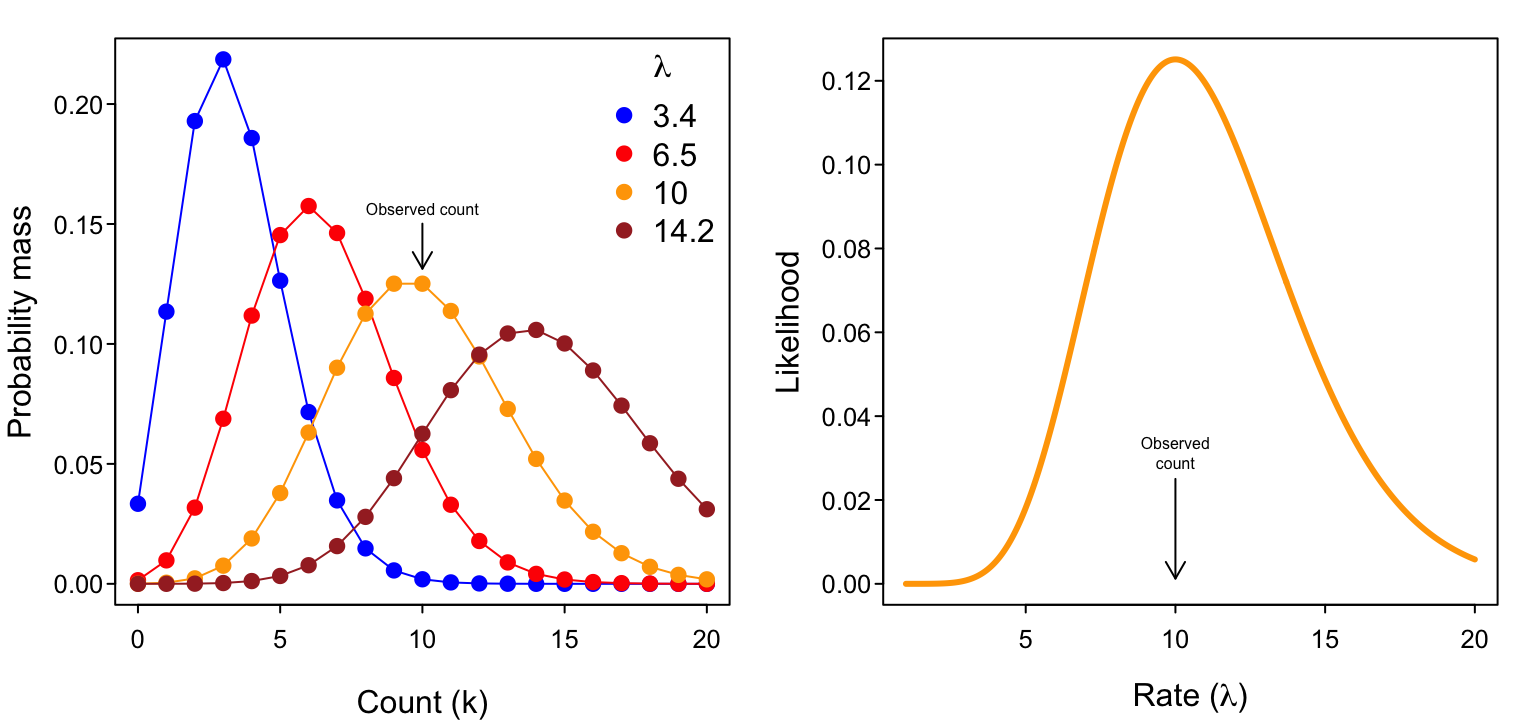 λ
3.4
6.5
10
14.2
Observed count
0.20
0.15
0.10
0.05
0.00
Probability mass
0 5 10 15 20
Count (k)
0.12
0.10
0.08
0.06
0.04
0.02
0.00
Likelihood
Observed
count
5 10 15 20
Rate (λ)